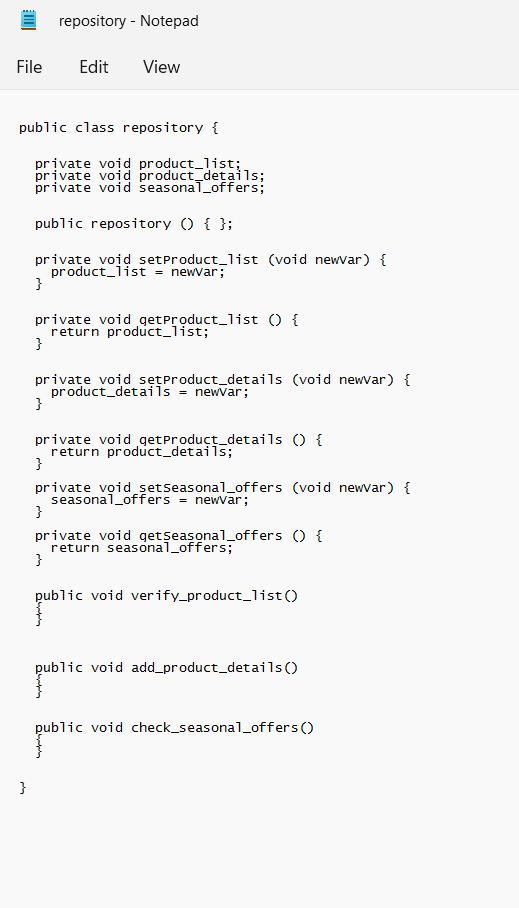 repository - Notepad
File Edit View
public class repository {
private void product_list;
private void product_details;
private void seasonal_offers;
public repository () { };
private void setProduct_list (void newVar) {
product_list = newVar;
}
private void getProduct_list () {
return product_list;
}
private void setProduct_details (void newVar) {
product_details = newVar;
}
private void getProduct_details () {
return product_details;
}
private void setSeasonal_offers (void newVar) {
seasonal_offers = newVar;
}
private void getSeasonal_offers () {
return seasonal_offers;
}
public void verify_product_list()
{
}
public void add_product_details()
{
}
public void check_seasonal_offers()
{
}
}